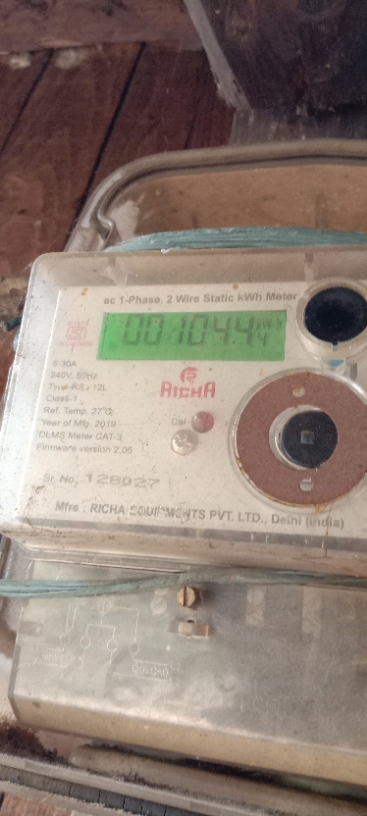 ac 1-Phase, 2 Wire Static kWh Meter
001044.4 kWh
5-30A
240V, 50Hz
Type-RS-12L
Class-1
Ref. Temp. 27°C
Year of Mfg. 2019
DLMS Meter CAT-3
Firmware version 2.05
RICHA
Cal
Sr. No. 128027
Mfrs : RICHA EQUIPMENTS PVT. LTD., Delhi (India)